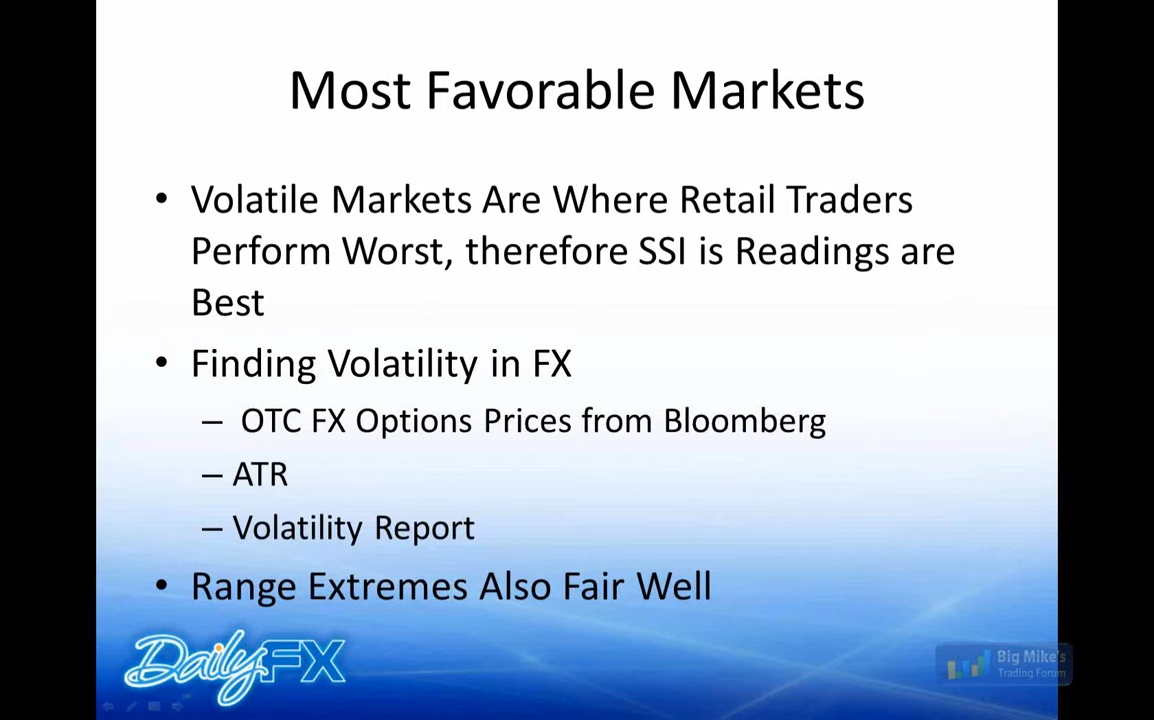 Most Favorable Markets
• Volatile Markets Are Where Retail Traders
Perform Worst, therefore SSI is Readings are
Best
• Finding Volatility in FX
– OTC FX Options Prices from Bloomberg
– ATR
– Volatility Report
• Range Extremes Also Fair Well
DailyFX
Big Mike's
Trading Forum